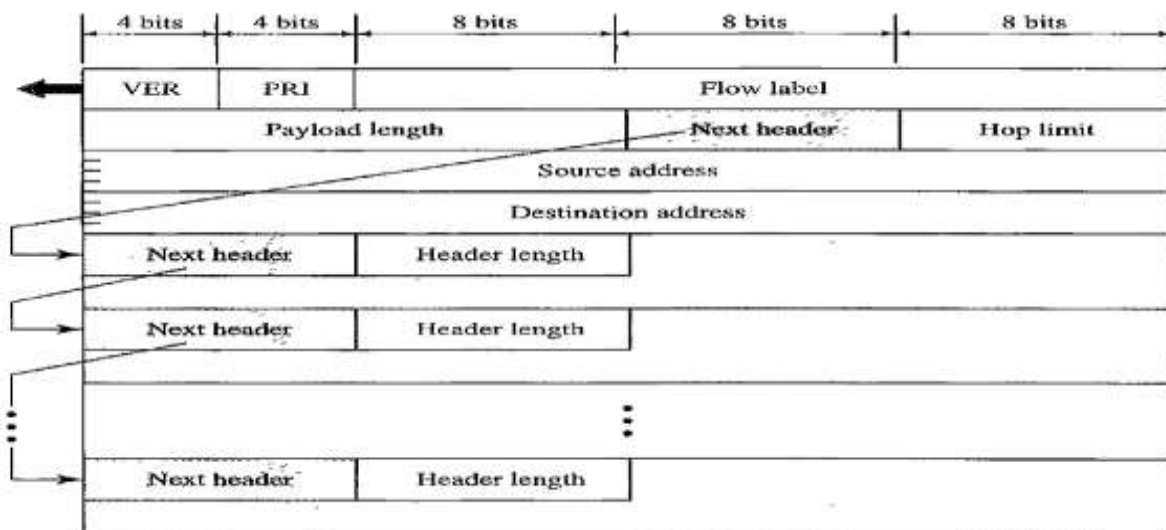 4 bits 4 bits 8 bits 8 bits 8 bits
VER PRI Flow label
Payload length Next header Hop limit
Source address
Destination address
Next header Header length
Next header Header length
Next header Header length